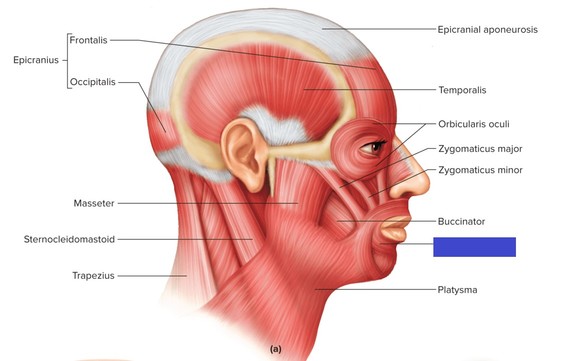 Epicranial aponeurosis
Frontalis
Epicranius
Occipitalis
Temporalis
Orbicularis oculi
Zygomaticus major
Zygomaticus minor
Masseter
Buccinator
Sternocleidomastoid
Trapezius
Platysma
(a)